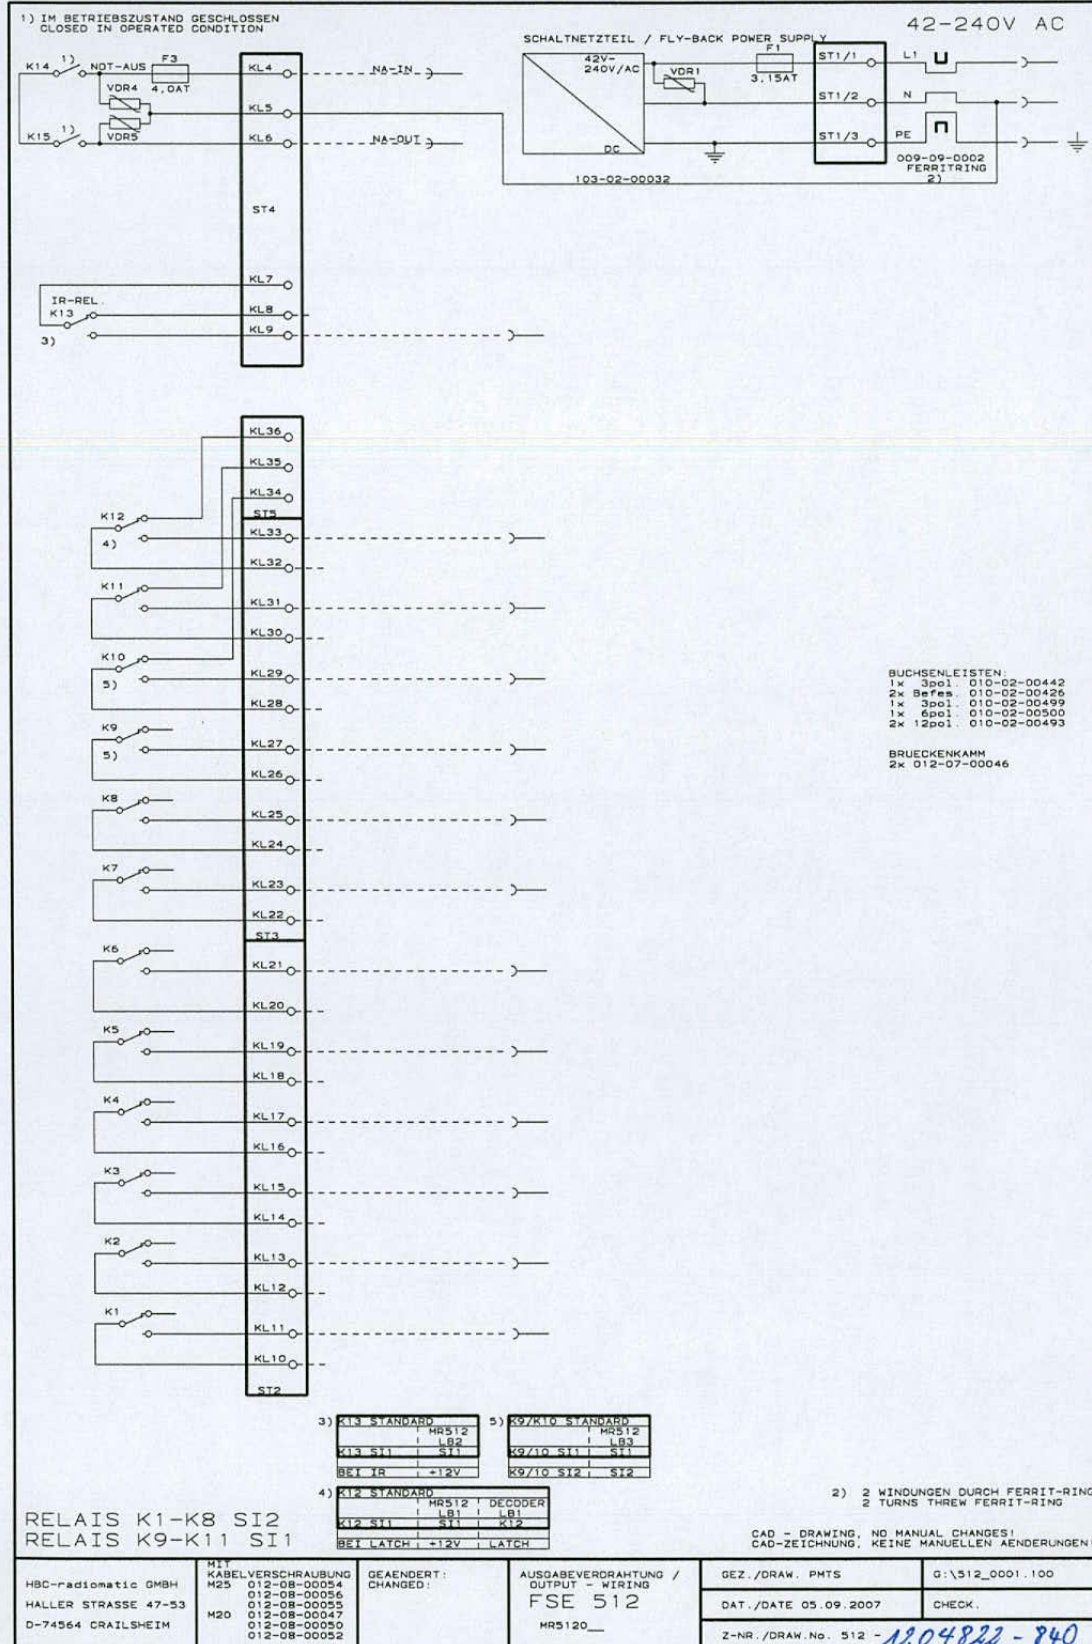 1) IM BETRIEBSZUSTAND GESCHLOSSEN
CLOSED IN OPERATED CONDITION
42-240V AC
SCHALTNETZTEIL / FLY-BACK POWER SUPPLY
K14 1) NOT-AUS F3 KL4 NA-IN
4,0AT
VDR4
KL5
VDR5
K15 1) KL6 NA-OUT
42V-
240V/AC
DC
VDR1
F1
3,15AT
ST1/1 L1
ST1/2 N
ST1/3 PE
009-09-0002
FERRITRING
2)
103-02-00032
ST4
KL7
IR-REL.
K13 KL8
3) KL9
KL36
KL35
KL34
ST5
K12 KL33
4)
KL32
K11
KL31
KL30
K10
5) KL29
KL28
K9
5) KL27
KL26
K8
KL25
KL24
K7
KL23
KL22
ST3
K6
KL21
KL20
K5
KL19
KL18
K4
KL17
KL16
K3
KL15
KL14
K2
KL13
KL12
K1
KL11
KL10
ST2
BUCHSENLEISTEN:
1x 3pol. 010-02-00442
2x Befes. 010-02-00426
1x 3pol. 010-02-00499
1x 6pol. 010-02-00500
2x 12pol. 010-02-00493
BRUECKENKAMM
2x 012-07-00046
3) K13 STANDARD
MR512
LB2
K13 SI1 SI1
BEI IR +12V
5) K9/K10 STANDARD
MR512
LB3
K9/10 SI1 SI1
K9/10 SI2 SI2
4) K12 STANDARD
MR512 DECODER
LB1 LB1
K12 SI1 SI1 K12
BEI LATCH +12V LATCH
2) 2 WINDUNGEN DURCH FERRIT-RING
2 TURNS THREW FERRIT-RING
RELAIS K1-K8 SI2
RELAIS K9-K11 SI1
CAD - DRAWING, NO MANUAL CHANGES!
CAD-ZEICHNUNG, KEINE MANUELLEN AENDERUNGEN!
HBC-radiomatic GMBH
HALLER STRASSE 47-53
D-74564 CRAILSHEIM
MIT
KABELVERSCHRAUBUNG
M25 012-08-00054
012-08-00056
012-08-00055
M20 012-08-00047
012-08-00050
012-08-00052
GEAENDERT:
CHANGED:
AUSGABEVERDRAHTUNG /
OUTPUT - WIRING
FSE 512
MR5120__
GEZ./DRAW. PMTS
G:\512_0001.100
DAT./DATE 05.09.2007
CHECK.
Z-NR./DRAW.No. 512 - 1204822-840